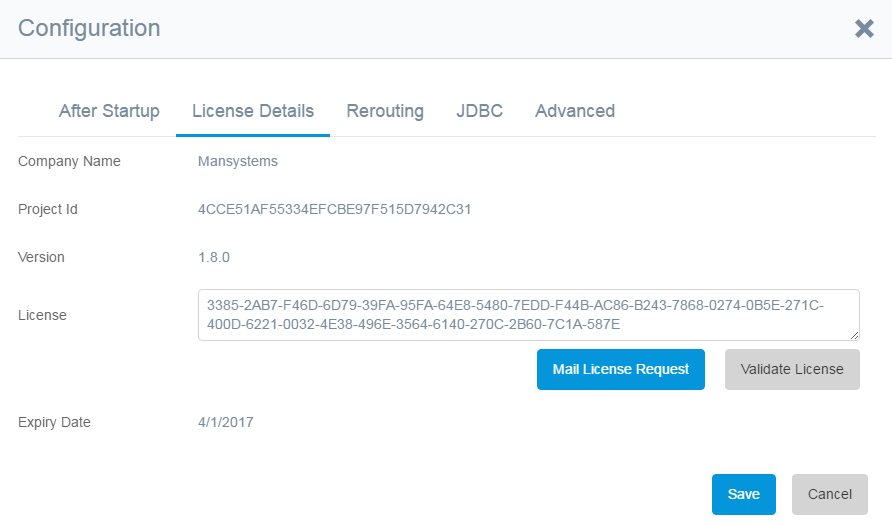 Configuration
After Startup License Details Rerouting JDBC Advanced
Company Name Mansystems
Project Id 4CCE51AF55334EFCBE97F515D7942C31
Version 1.8.0
License 3385-2AB7-F46D-6D79-39FA-95FA-64E8-5480-7EDD-F44B-AC86-B243-7868-0274-0B5E-271C-
400D-6221-0032-4E38-496E-3564-6140-270C-2B60-7C1A-587E
Mail License Request Validate License
Expiry Date 4/1/2017
Save Cancel